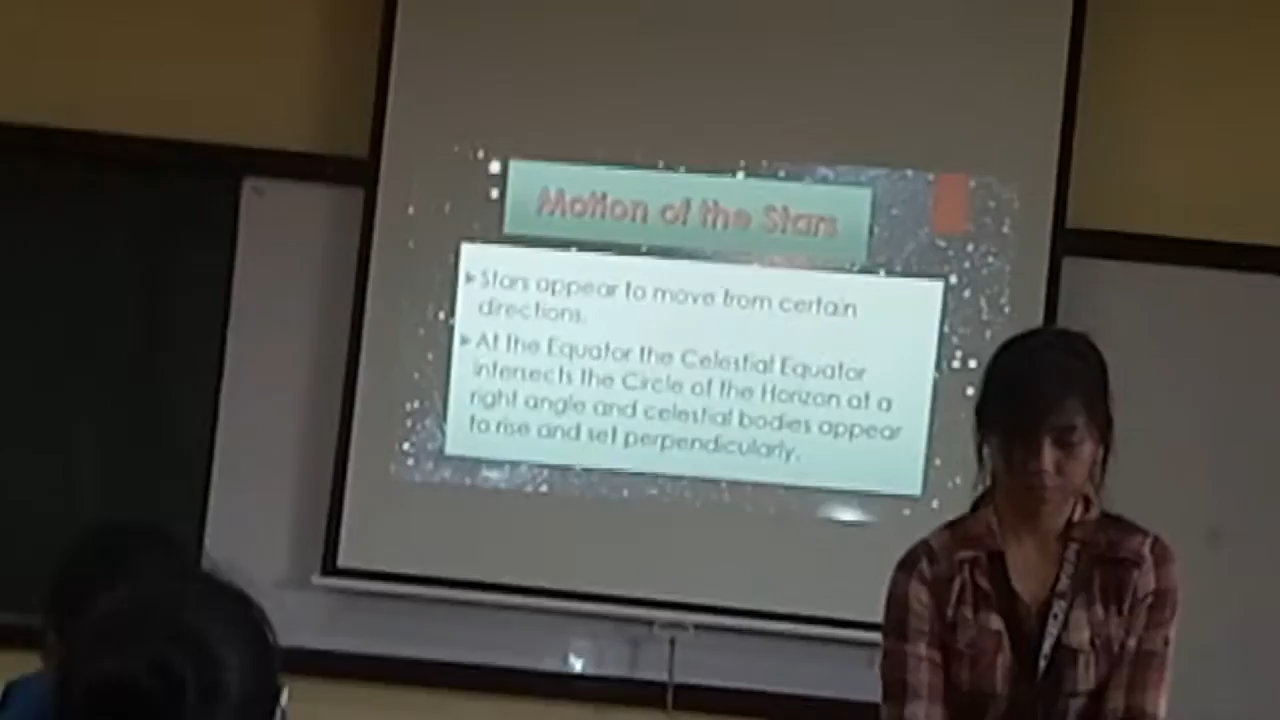 Motion of the Stars
Stars appear to move from certain
directions.
At the Equator the Celestial Equator
intersects the Circle of the Horizon at a
right angle and celestial bodies appear
to rise and set perpendicularly.